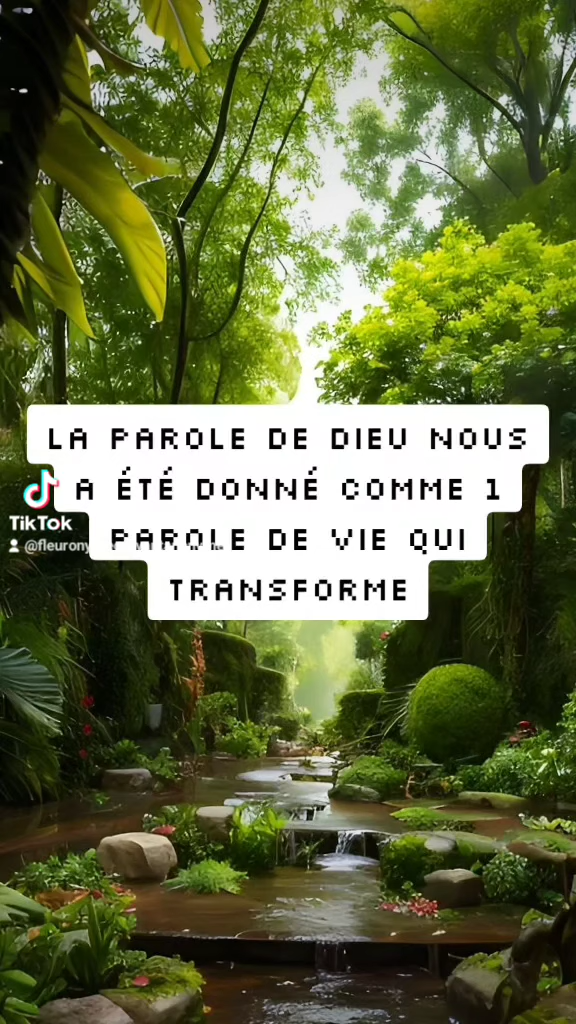 LA PAROLE DE DIEU NOUS
A ÉTÉ DONNÉ COMME 1
PAROLE DE VIE QUI
TRANSFORME
TikTok